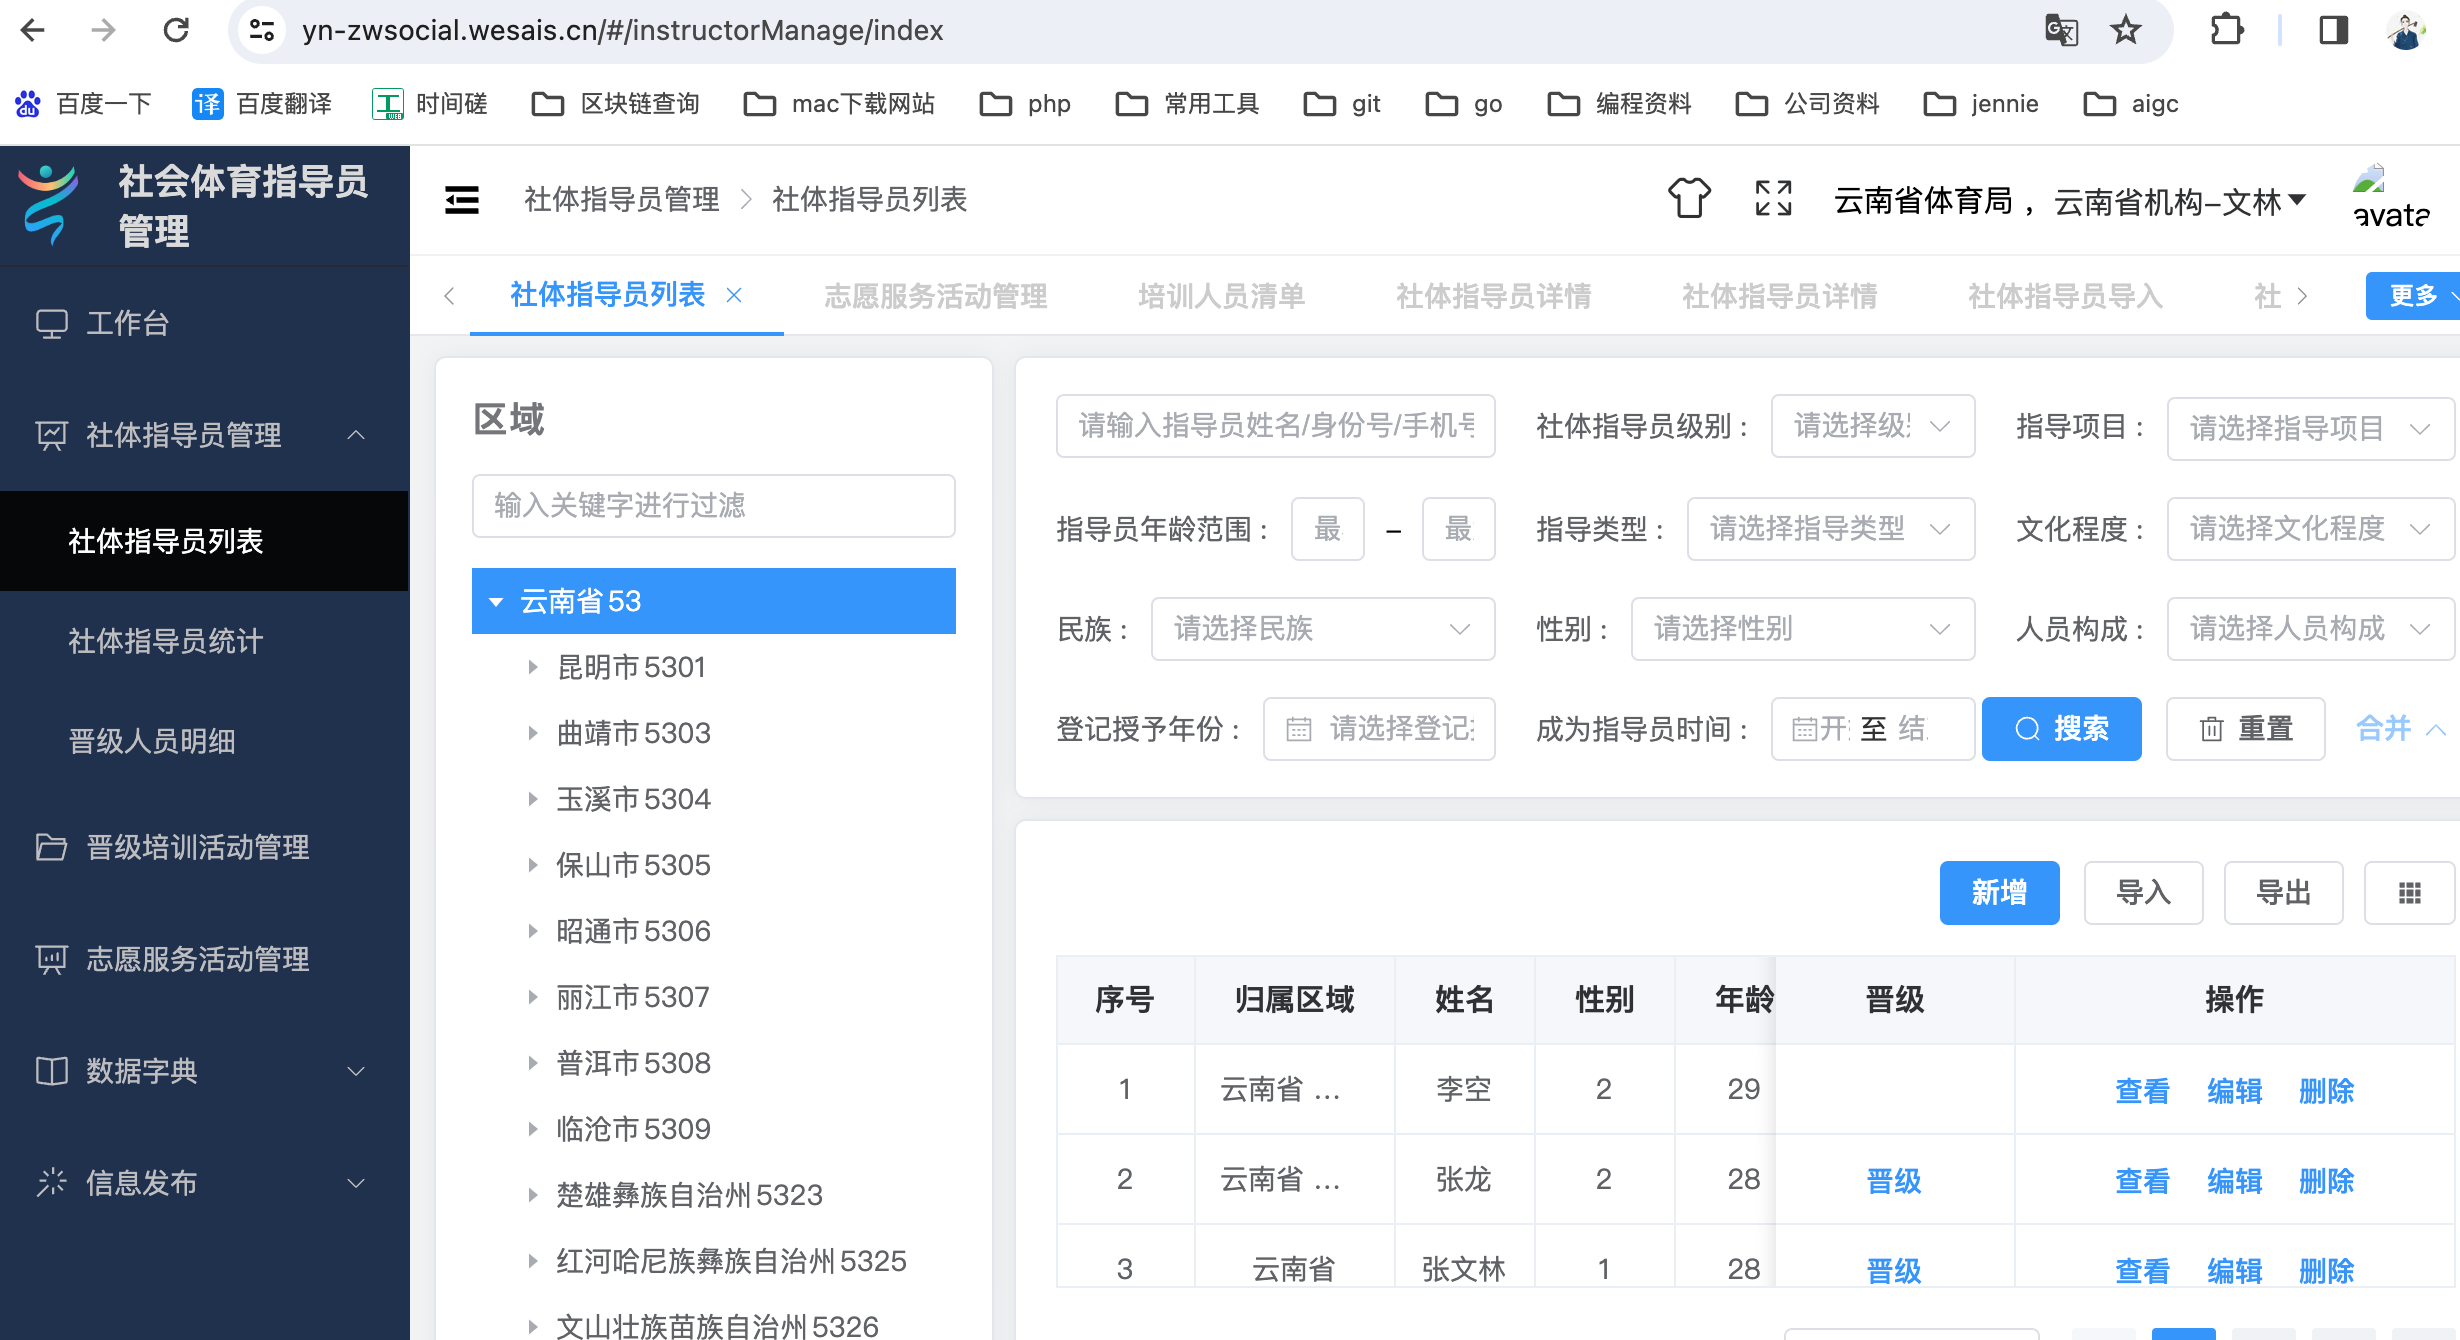 yn-zwsocial.wesais.cn/#/instructorManage/index
百度一下 百度翻译 时间磋 区块链查询 mac下载网站 php 常用工具 git go 编程资料 公司资料 jennie aigc
社会体育指导员
管理
社体指导员管理 社体指导员列表
云南省体育局 ， 云南省机构-文林
avata
社体指导员列表 志愿服务活动管理 培训人员清单 社体指导员详情 社体指导员详情 社体指导员导入 社 更多
工作台
社体指导员管理
社体指导员列表
社体指导员统计
晋级人员明细
晋级培训活动管理
志愿服务活动管理
数据字典
信息发布
区域
输入关键字进行过滤
云南省 53
昆明市 5301
曲靖市 5303
玉溪市 5304
保山市 5305
昭通市 5306
丽江市 5307
普洱市 5308
临沧市 5309
楚雄彝族自治州 5323
红河哈尼族彝族自治州 5325
文山壮族苗族自治州 5326
请输入指导员姓名/身份号/手机号 社体指导员级别： 请选择级 指导项目： 请选择指导项目
指导员年龄范围： 最 - 最 指导类型： 请选择指导类型 文化程度： 请选择文化程度
民族： 请选择民族 性别： 请选择性别 人员构成： 请选择人员构成
登记授予年份： 请选择登记 成为指导员时间： 开 至 结 搜索 重置 合并
新增 导入 导出
序号 归属区域 姓名 性别 年龄 晋级 操作
1 云南省 ... 李空 2 29 查看 编辑 删除
2 云南省 ... 张龙 2 28 晋级 查看 编辑 删除
3 云南省 张文林 1 28 晋级 查看 编辑 删除